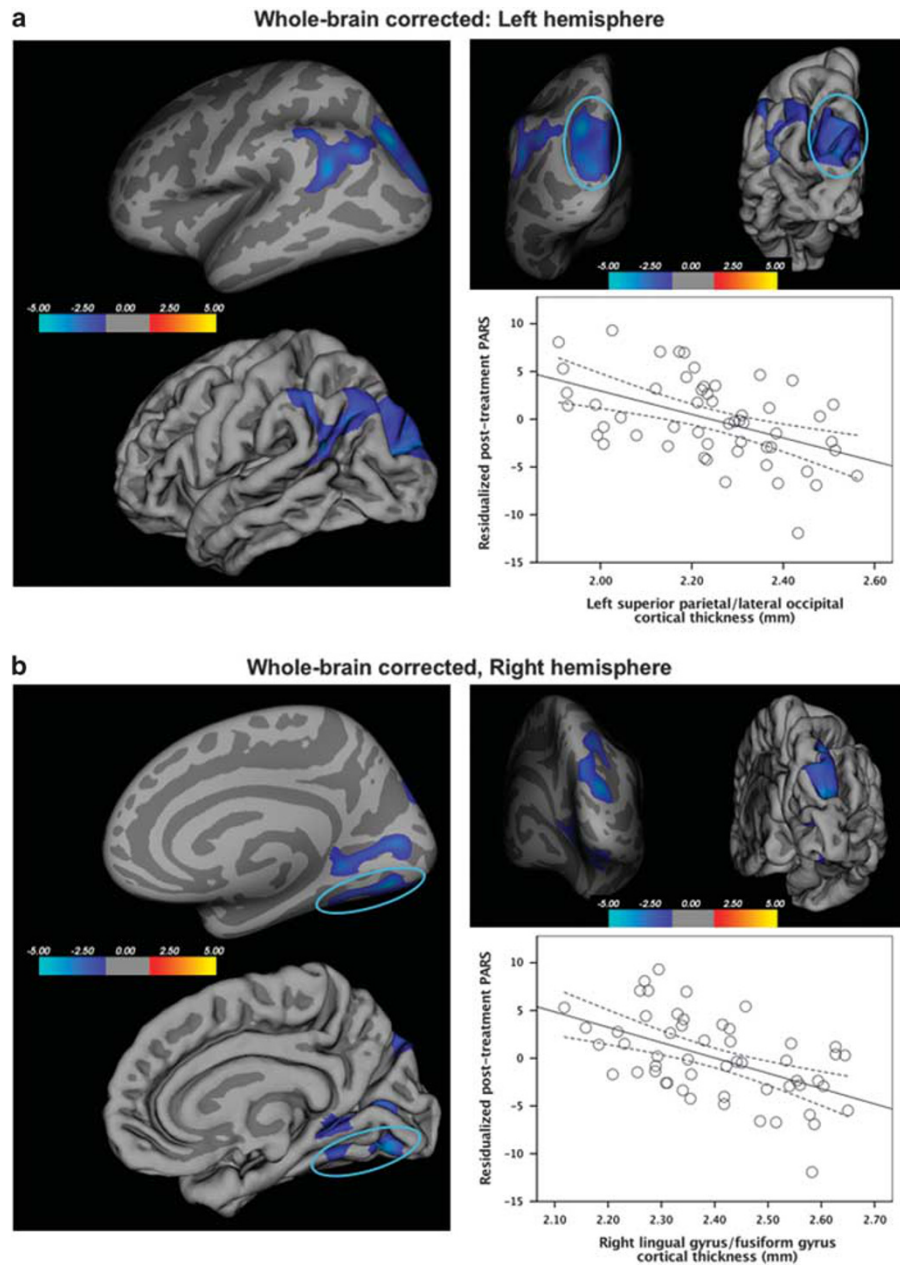 a
Whole-brain corrected: Left hemisphere
-5.00 -2.50 0.00 2.50 5.00
-5.00 -2.50 0.00 2.50 5.00
Residualized post-treatment PARS
10
5
0
-5
-10
-15
2.00 2.20 2.40 2.60
Left superior parietal/lateral occipital
cortical thickness (mm)
b
Whole-brain corrected, Right hemisphere
-5.00 -2.50 0.00 2.50 5.00
-5.00 -2.50 0.00 2.50 5.00
Residualized post-treatment PARS
10
5
0
-5
-10
-15
2.10 2.20 2.30 2.40 2.50 2.60 2.70
Right lingual gyrus/fusiform gyrus
cortical thickness (mm)